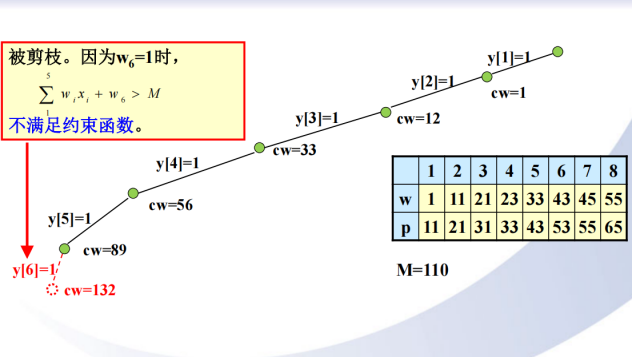 被剪枝。因为w₆=1时，
5
∑ wᵢxᵢ + w₆ > M
1
不满足约束函数。
y[1]=1
cw=1
y[2]=1
cw=12
y[3]=1
cw=33
y[4]=1
cw=56
y[5]=1
cw=89
y[6]=1
cw=132
1 2 3 4 5 6 7 8
w 1 11 21 23 33 43 45 55
p 11 21 31 33 43 53 55 65
M=110